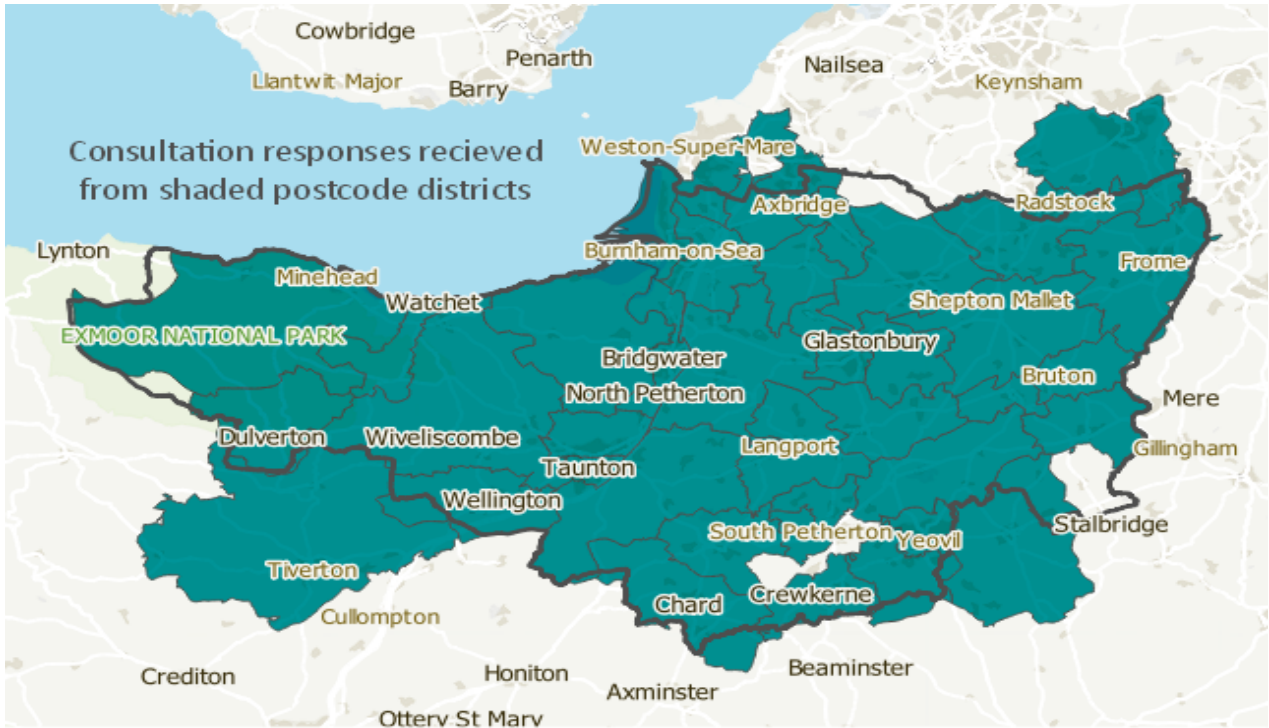 Cowbridge
Penarth
Nailsea
Llantwit Major
Barry
Keynsham
Consultation responses recieved
from shaded postcode districts
Weston-Super-Mare
Axbridge
Radstock
Lynton
Burnham-on-Sea
Frome
Minehead
Watchet
Shepton Mallet
EXMOOR NATIONAL PARK
Glastonbury
Bridgwater
Bruton
North Petherton
Mere
Dulverton
Wiveliscombe
Langport
Gillingham
Taunton
Wellington
Stalbridge
South Petherton
Yeovil
Tiverton
Chard
Crewkerne
Cullompton
Crediton
Honiton
Beaminster
Axminster
Ottery St Mary